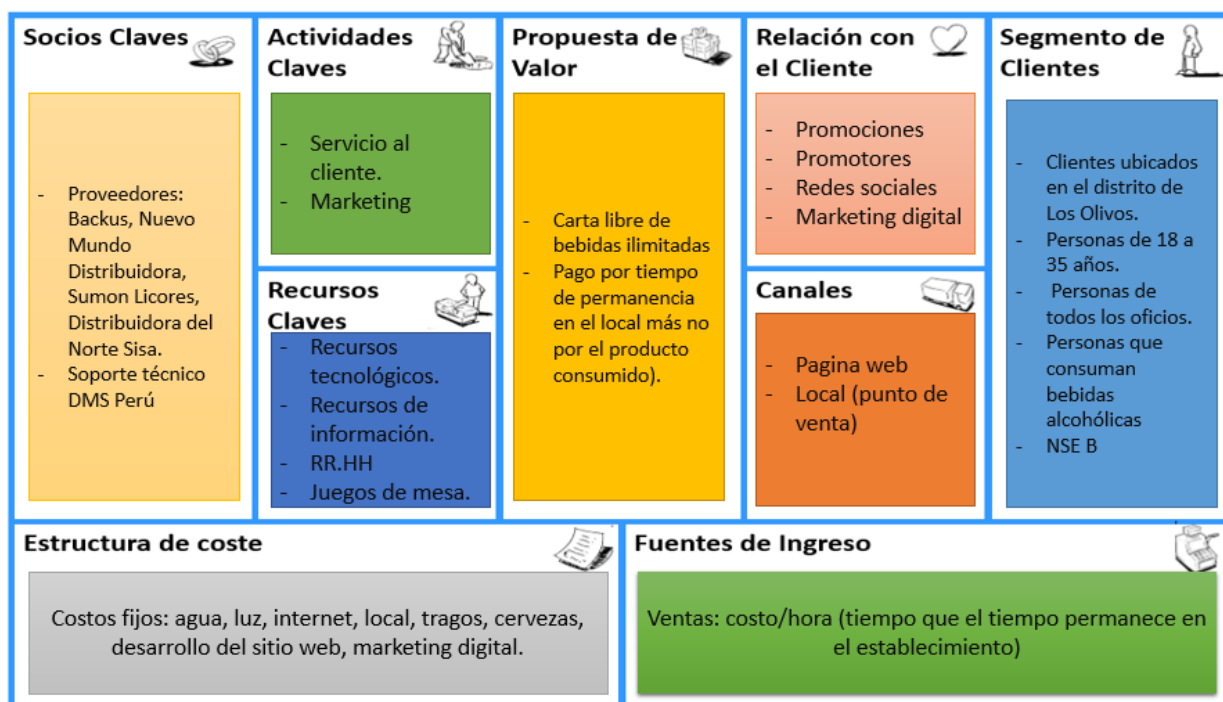 Socios Claves
- Proveedores:
Backus, Nuevo
Mundo
Distribuidora,
Sumon Licores,
Distribuidora del
Norte Sisa.
- Soporte técnico
DMS Perú
Actividades
Claves
- Servicio al
cliente.
- Marketing
Recursos
Claves
- Recursos
tecnológicos.
- Recursos de
información.
- RR.HH
- Juegos de mesa.
Propuesta de
Valor
- Carta libre de
bebidas ilimitadas
- Pago por tiempo
de permanencia
en el local más no
por el producto
consumido).
Relación con
el Cliente
- Promociones
- Promotores
- Redes sociales
- Marketing digital
Canales
- Pagina web
- Local (punto de
venta)
Segmento de
Clientes
- Clientes ubicados
en el distrito de
Los Olivos.
- Personas de 18 a
35 años.
- Personas de
todos los oficios.
- Personas que
consuman
bebidas
alcohólicas
- NSE B
Estructura de coste
Costos fijos: agua, luz, internet, local, tragos, cervezas,
desarrollo del sitio web, marketing digital.
Fuentes de Ingreso
Ventas: costo/hora (tiempo que el tiempo permanece en
el establecimiento)